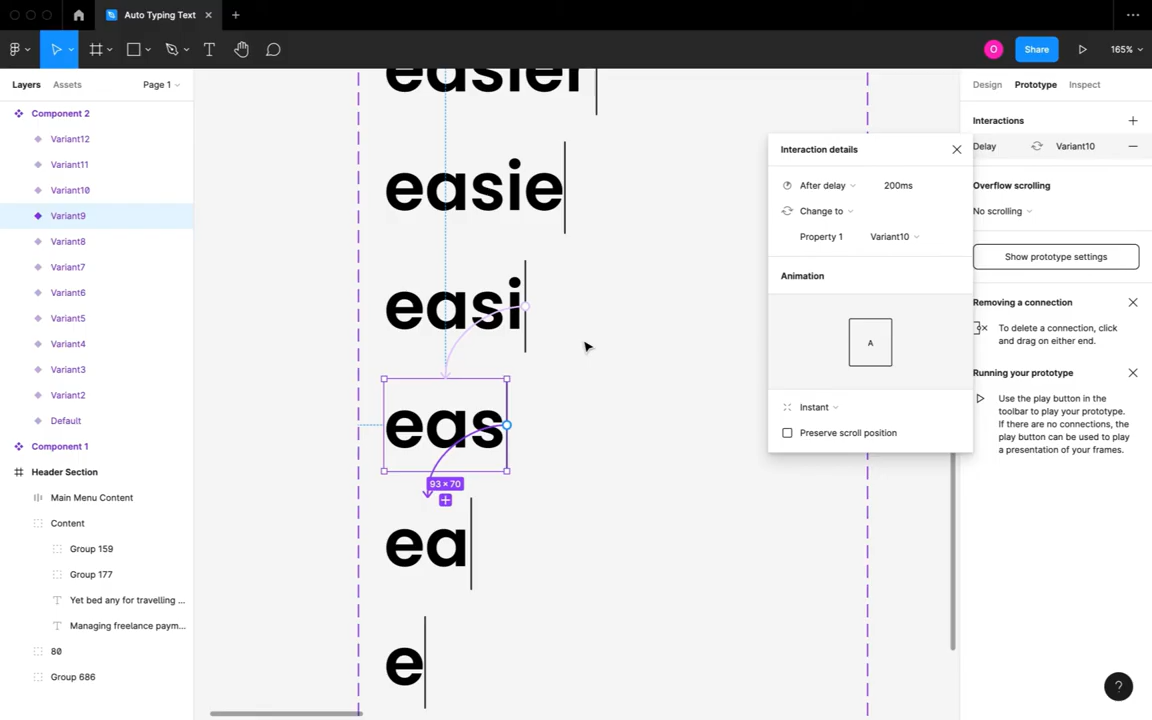 Auto Typing Text
O
Share
165%
Layers
Assets
Page 1
Design
Prototype
Inspect
Component 2
Variant12
Variant11
Variant10
Variant9
Variant8
Variant7
Variant6
Variant5
Variant4
Variant3
Variant2
Default
Component 1
Header Section
Main Menu Content
Content
Group 159
Group 177
Yet bed any for travelling ...
Managing freelance paym...
80
Group 686
easier
easie
easi
eas
93 × 70
ea
e
Interaction details
After delay
200ms
Change to
Property 1
Variant10
Animation
A
Instant
Preserve scroll position
Interactions
Delay
Variant10
Overflow scrolling
No scrolling
Show prototype settings
Removing a connection
To delete a connection, click
and drag on either end.
Running your prototype
Use the play button in the
toolbar to play your prototype.
If there are no connections, the
play button can be used to play
a presentation of your frames.
?